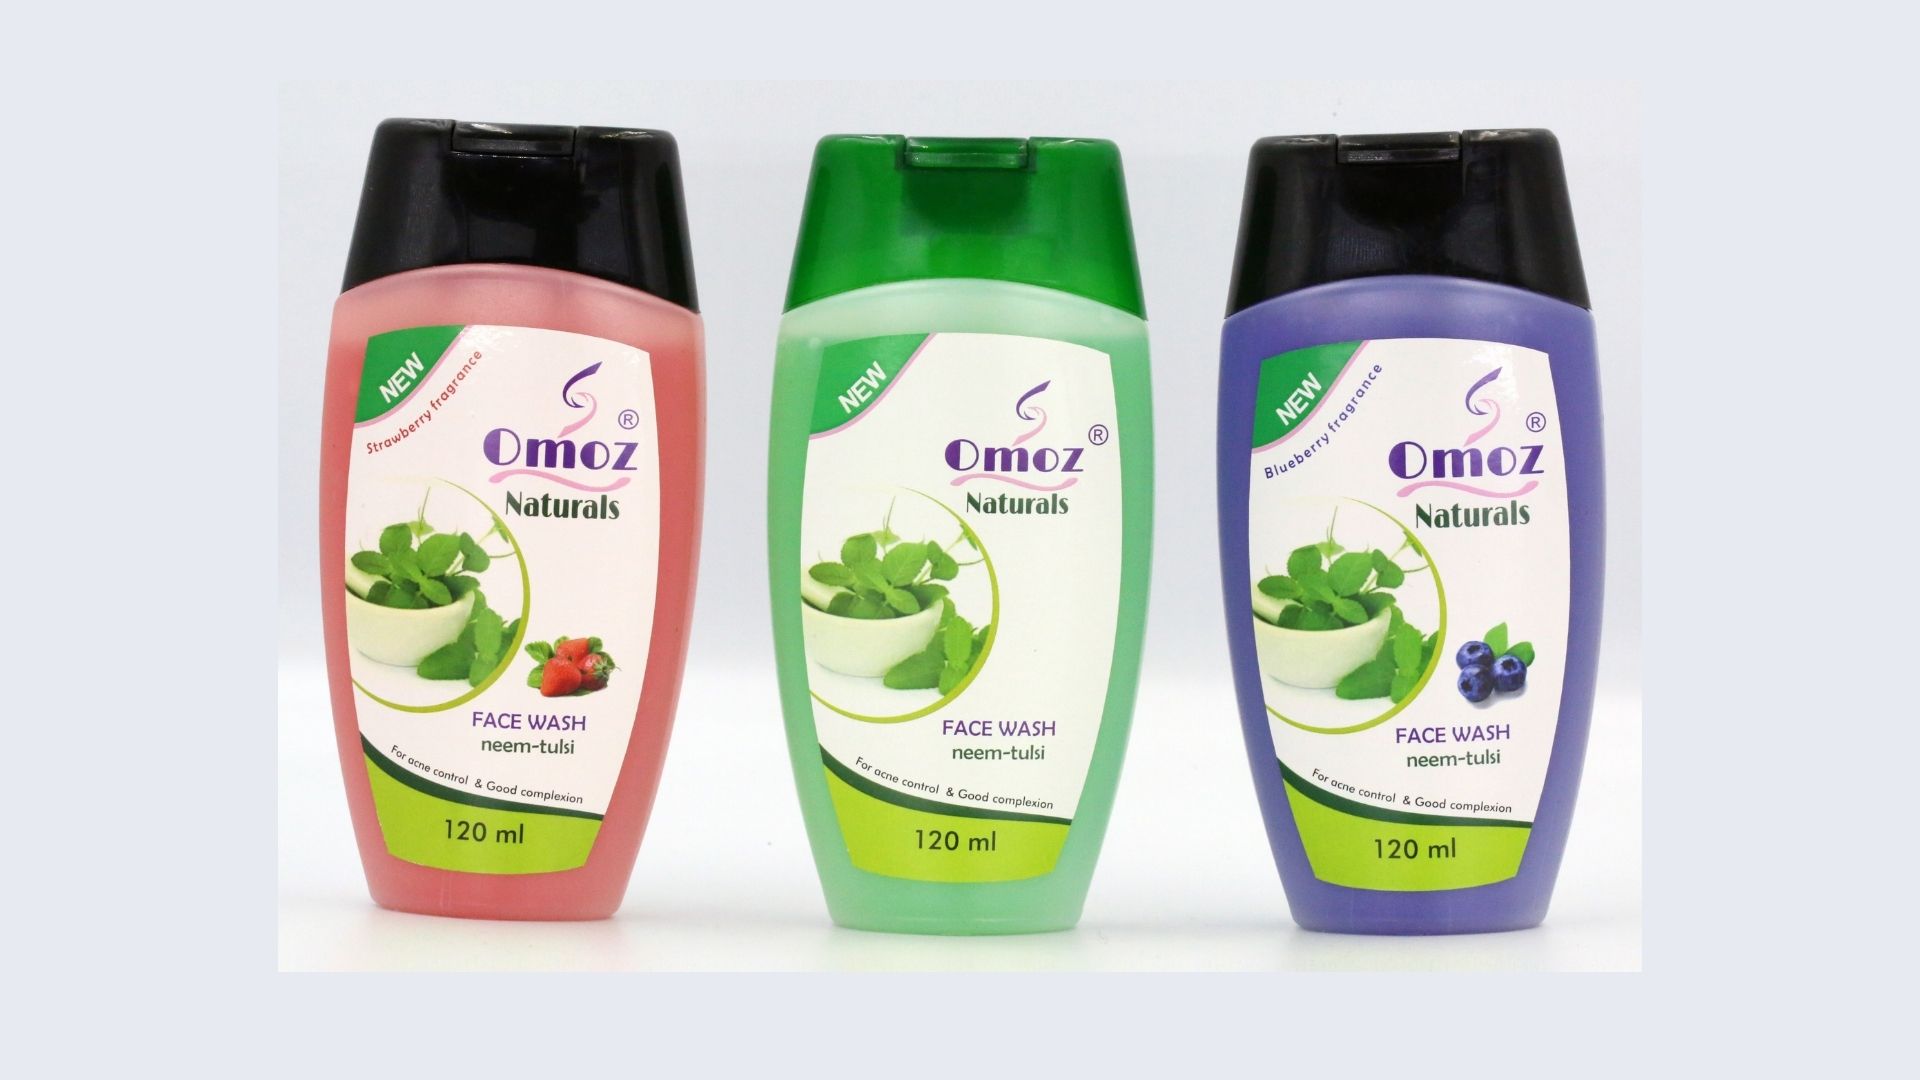 NEW
Strawberry fragrance
®
Omoz
Naturals
FACE WASH
neem-tulsi
For acne control & Good complexion
120 ml
NEW
®
Omoz
Naturals
FACE WASH
neem-tulsi
For acne control & Good complexion
120 ml
NEW
Blueberry fragrance
®
Omoz
Naturals
FACE WASH
neem-tulsi
For acne control & Good complexion
120 ml